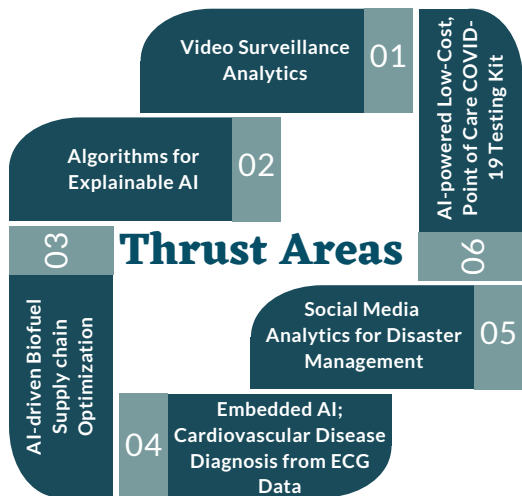 Video Surveillance
Analytics
01
Algorithms for
Explainable AI
02
03
AI-driven Biofuel
Supply chain
Optimization
Thrust Areas
04
Embedded AI;
Cardiovascular Disease
Diagnosis from ECG
Data
Social Media
Analytics for Disaster
Management
05
AI-powered Low-Cost,
Point of Care COVID-
19 Testing Kit
06